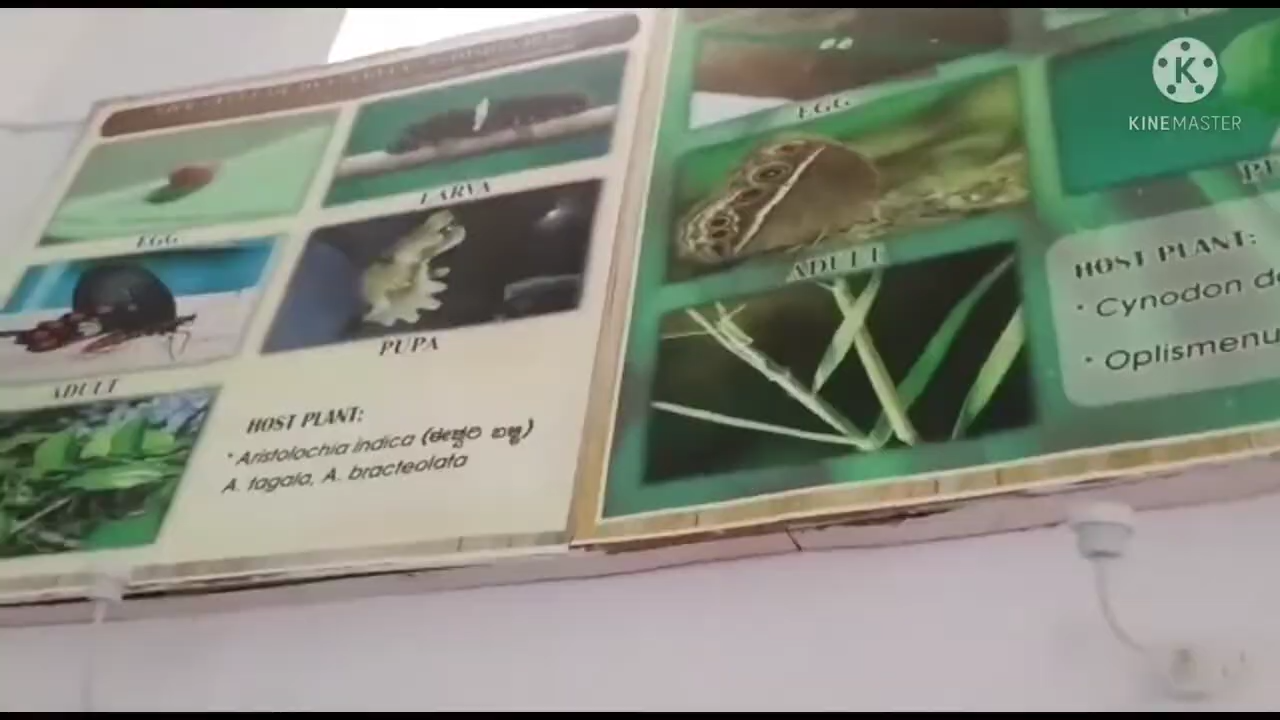 EGG
LARVA
ADULT
PUPA
HOST PLANT:
• Aristolochia indica (ಈಶ್ವರಿ ಬಳ್ಳಿ)
A. tagala, A. bracteolata
EGG
ADULT
HOST PLANT:
• Cynodon
• Oplismenu
KINEMASTER